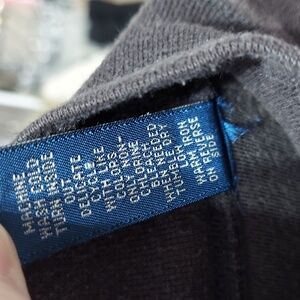 MACHINE
WASH COLD
TURN INSIDE
OUT
DELICATE
CYCLE
WITH LIKE
COLORS
ONLY NON-
CHLORINE
BLEACH
WHEN NEEDED
TUMBLE DRY
LOW
WARM IRON
ON REVERSE
SIDE